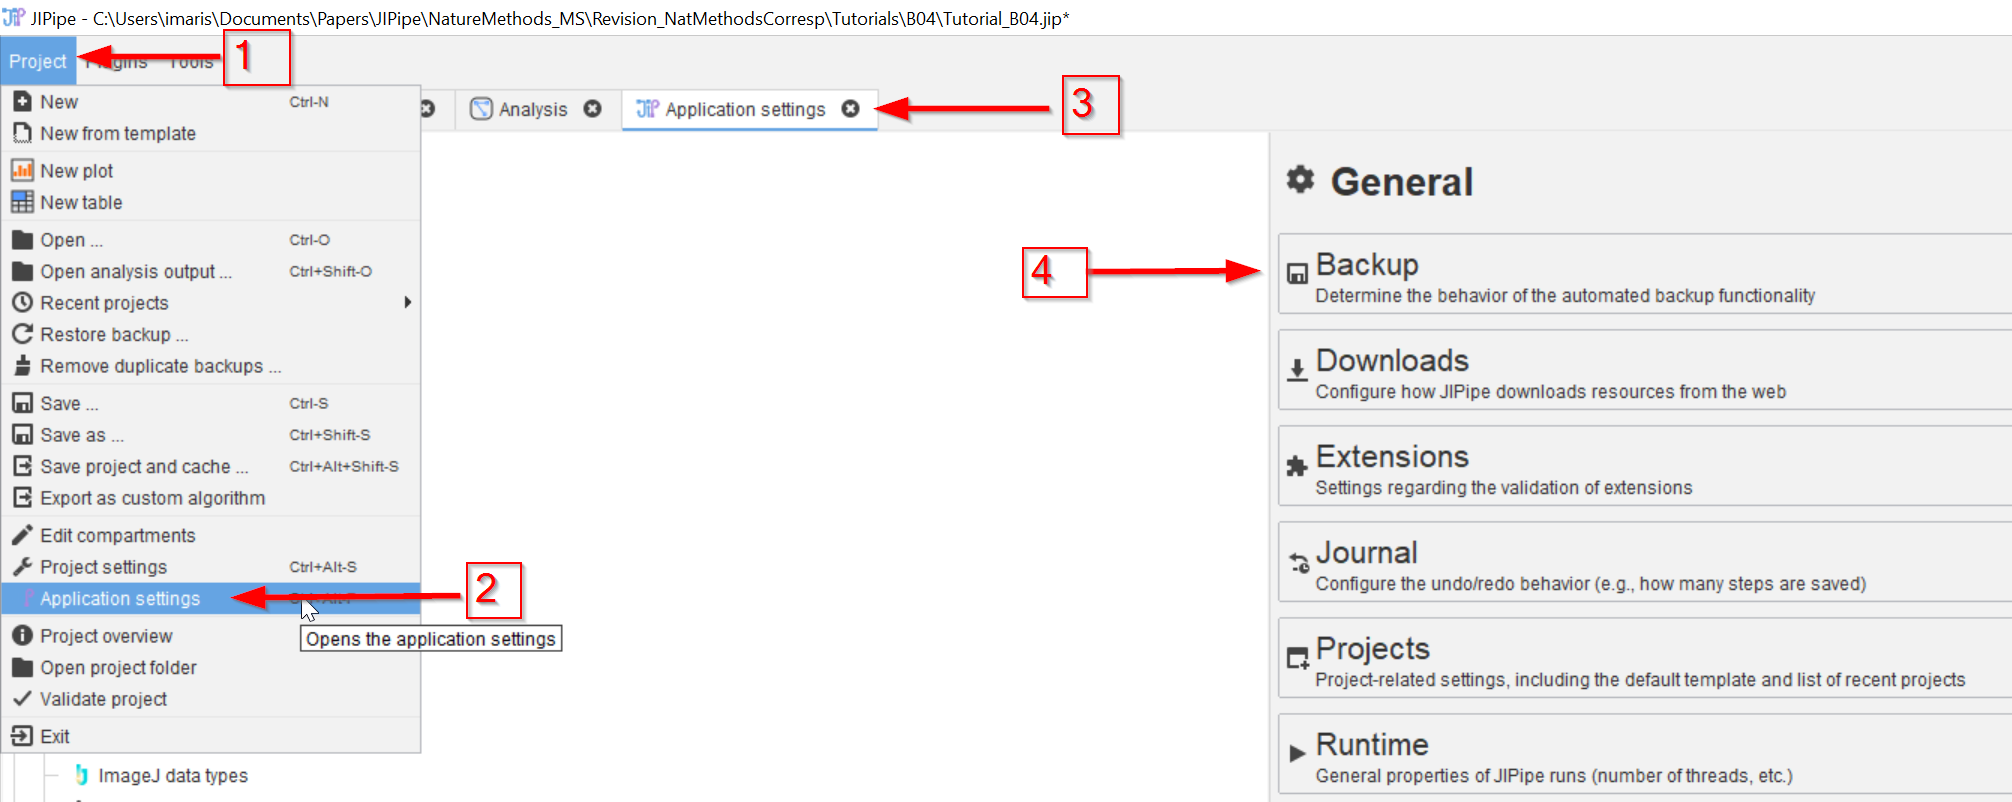 JIPipe - C:\Users\imaris\Documents\Papers\JIPipe\NatureMethods_MS\Revision_NatMethodsCorresp\Tutorials\B04\Tutorial_B04.jip*
Project Plugins Tools
1
New Ctrl-N
New from template
New plot
New table
Open ... Ctrl-O
Open analysis output ... Ctrl+Shift-O
Recent projects
Restore backup ...
Remove duplicate backups ...
Save ... Ctrl-S
Save as ... Ctrl+Shift-S
Save project and cache ... Ctrl+Alt+Shift-S
Export as custom algorithm
Edit compartments
Project settings Ctrl+Alt-S
Application settings
2
Opens the application settings
Project overview
Open project folder
Validate project
Exit
ImageJ data types
Analysis
JIP Application settings
3
General
4
Backup
Determine the behavior of the automated backup functionality
Downloads
Configure how JIPipe downloads resources from the web
Extensions
Settings regarding the validation of extensions
Journal
Configure the undo/redo behavior (e.g., how many steps are saved)
Projects
Project-related settings, including the default template and list of recent projects
Runtime
General properties of JIPipe runs (number of threads, etc.)